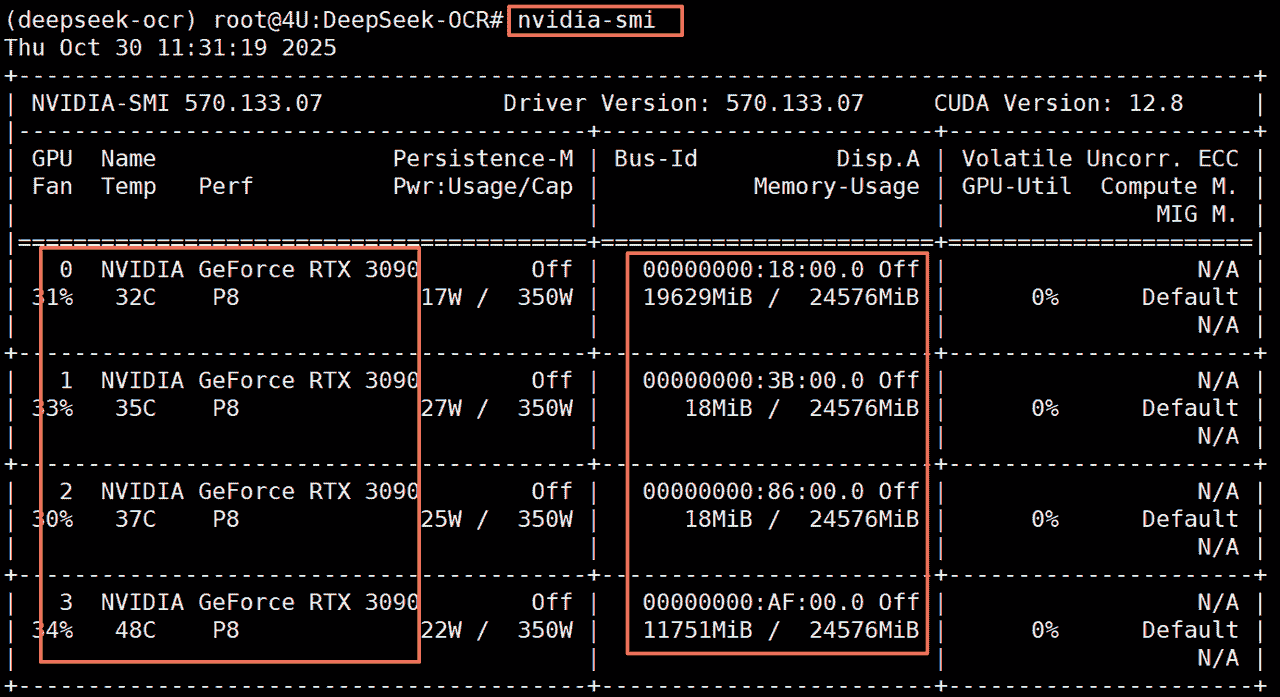 (deepseek-ocr) root@4U:DeepSeek-OCR# nvidia-smi
Thu Oct 30 11:31:19 2025
+-----------------------------------------------------------------------------------------+
| NVIDIA-SMI 570.133.07             Driver Version: 570.133.07     CUDA Version: 12.8     |
|-----------------------------------------+------------------------+----------------------+
| GPU  Name                 Persistence-M | Bus-Id          Disp.A | Volatile Uncorr. ECC |
| Fan  Temp   Perf          Pwr:Usage/Cap |           Memory-Usage | GPU-Util  Compute M. |
|                                         |                        |               MIG M. |
|=========================================+========================+======================|
|   0  NVIDIA GeForce RTX 3090        Off |   00000000:18:00.0 Off |                  N/A |
| 31%   32C    P8             17W /  350W |   19629MiB /  24576MiB |      0%      Default |
|                                         |                        |                  N/A |
+-----------------------------------------+------------------------+----------------------+
|   1  NVIDIA GeForce RTX 3090        Off |   00000000:3B:00.0 Off |                  N/A |
| 33%   35C    P8             27W /  350W |      18MiB /  24576MiB |      0%      Default |
|                                         |                        |                  N/A |
+-----------------------------------------+------------------------+----------------------+
|   2  NVIDIA GeForce RTX 3090        Off |   00000000:86:00.0 Off |                  N/A |
| 30%   37C    P8             25W /  350W |      18MiB /  24576MiB |      0%      Default |
|                                         |                        |                  N/A |
+-----------------------------------------+------------------------+----------------------+
|   3  NVIDIA GeForce RTX 3090        Off |   00000000:AF:00.0 Off |                  N/A |
| 34%   48C    P8             22W /  350W |   11751MiB /  24576MiB |      0%      Default |
|                                         |                        |                  N/A |
+-----------------------------------------+------------------------+----------------------+